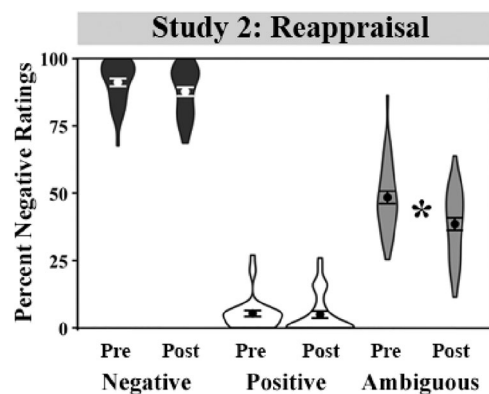 Study 2: Reappraisal
Percent Negative Ratings
100
75
50
25
0
*
Pre Post Pre Post Pre Post
Negative Positive Ambiguous